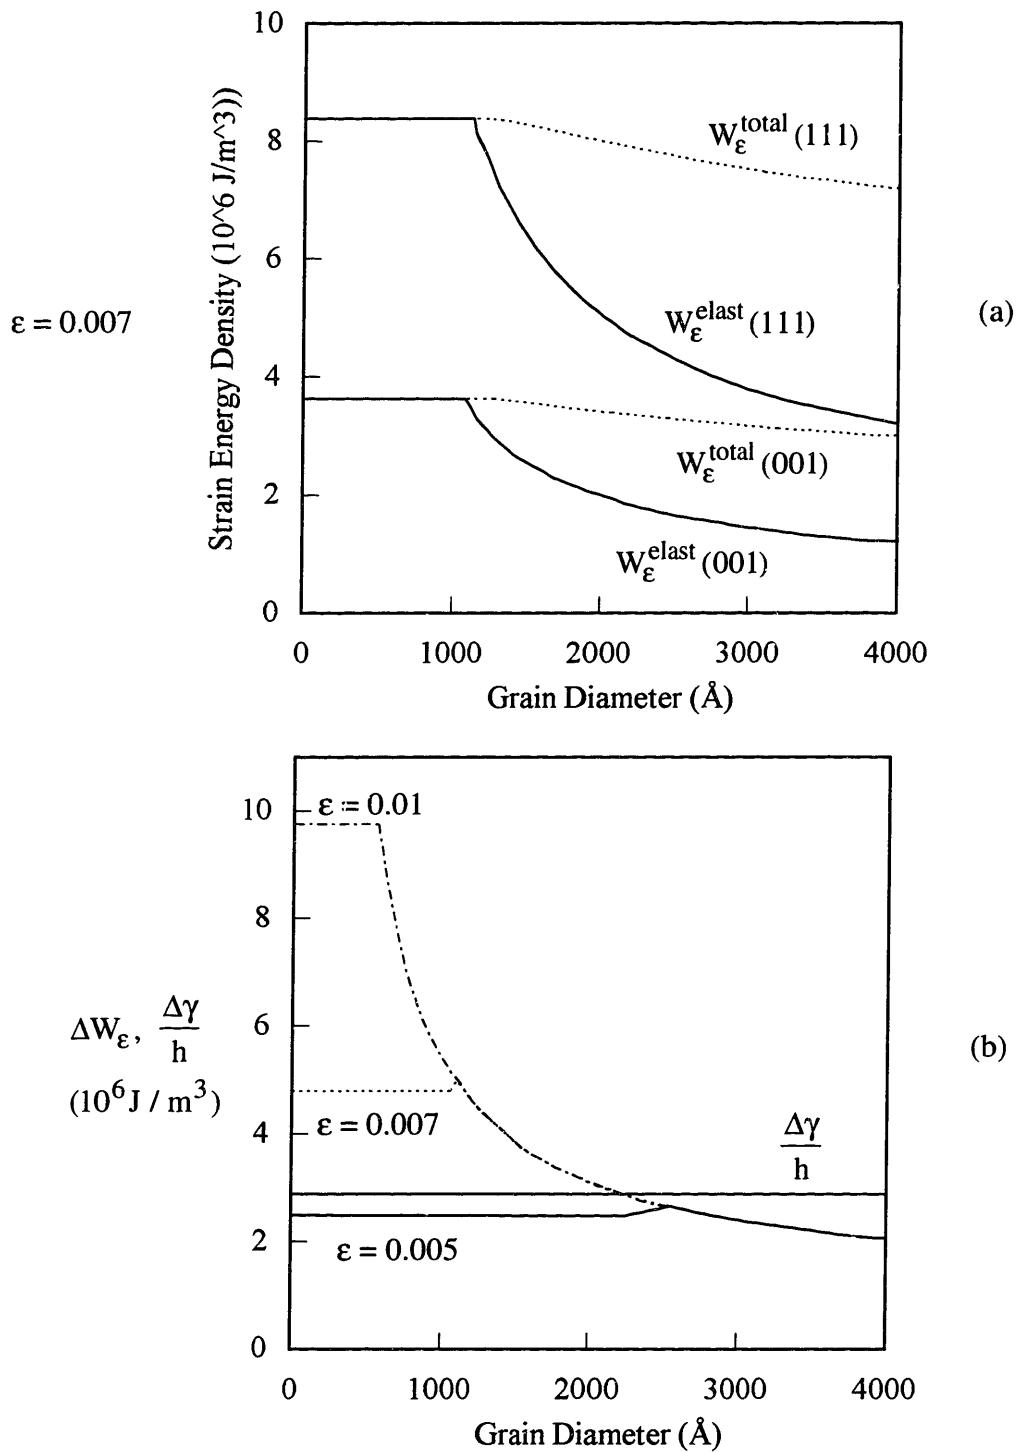 10
8
6
4
2
0
Strain Energy Density (10^6 J/m^3))
ε = 0.007
W_ε^total (111)
W_ε^elast (111)
W_ε^total (001)
W_ε^elast (001)
(a)
0 1000 2000 3000 4000
Grain Diameter (Å)
10
8
6
4
2
0
ΔW_ε, Δγ/h
(10^6 J / m^3)
ε = 0.01
ε = 0.007
Δγ/h
ε = 0.005
(b)
0 1000 2000 3000 4000
Grain Diameter (Å)